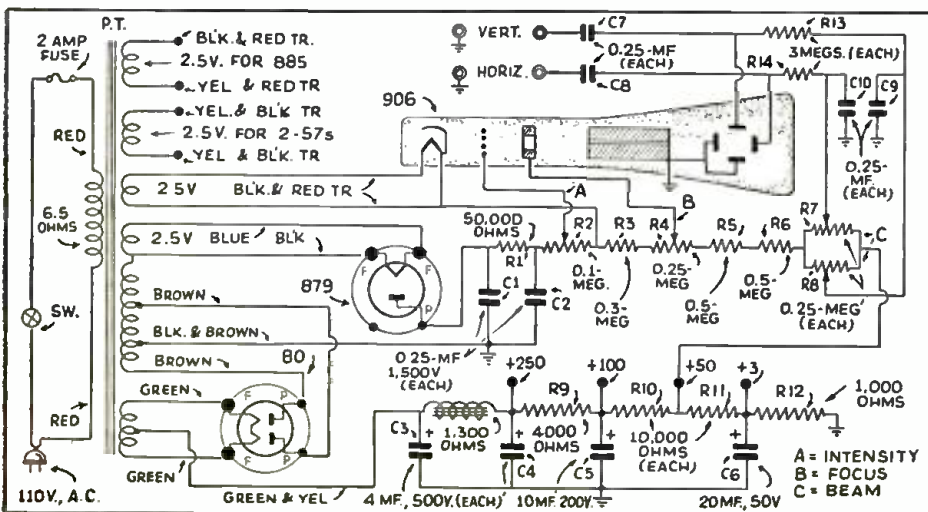 P.T.
2 AMP
FUSE
BLK. & RED TR.
2.5V. FOR 885
YEL & RED TR
YEL. & BLK TR
2.5V. FOR 2-57s
YEL & BLK. TR
RED
2.5V BLK. & RED TR
6.5
OHMS
2.5V BLUE BLK
BROWN
SW.
BLK. & BROWN
BROWN
GREEN
RED
GREEN
110V., A.C.
GREEN & YEL
VERT.
C7
R13
0.25-MF
(EACH)
3 MEGS. (EACH)
HORIZ.
C8
R14
C10
C9
906
0.25-
MF.
(EACH)
A
B
50,000
OHMS
R1
R2
R3
R4
R5
R6
R7
C
R8
0.1-
MEG.
0.25-
MEG
0.3-
MEG
0.5-
MEG
0.5-
MEG
0.25-MEG
(EACH)
F
F
P
879
C1
C2
0.25-MF
1,500V
(EACH)
80
F
P
F
P
+250
+100
+50
+3
R9
R10
R11
R12
1,000
OHMS
C3
1,300
OHMS
C4
4000
OHMS
C5
10,000
OHMS
(EACH)
C6
+
+
+
+
4 MF., 500V. (EACH)
10 MF. 200V.
20 MF., 50V
A = INTENSITY
B = FOCUS
C = BEAM